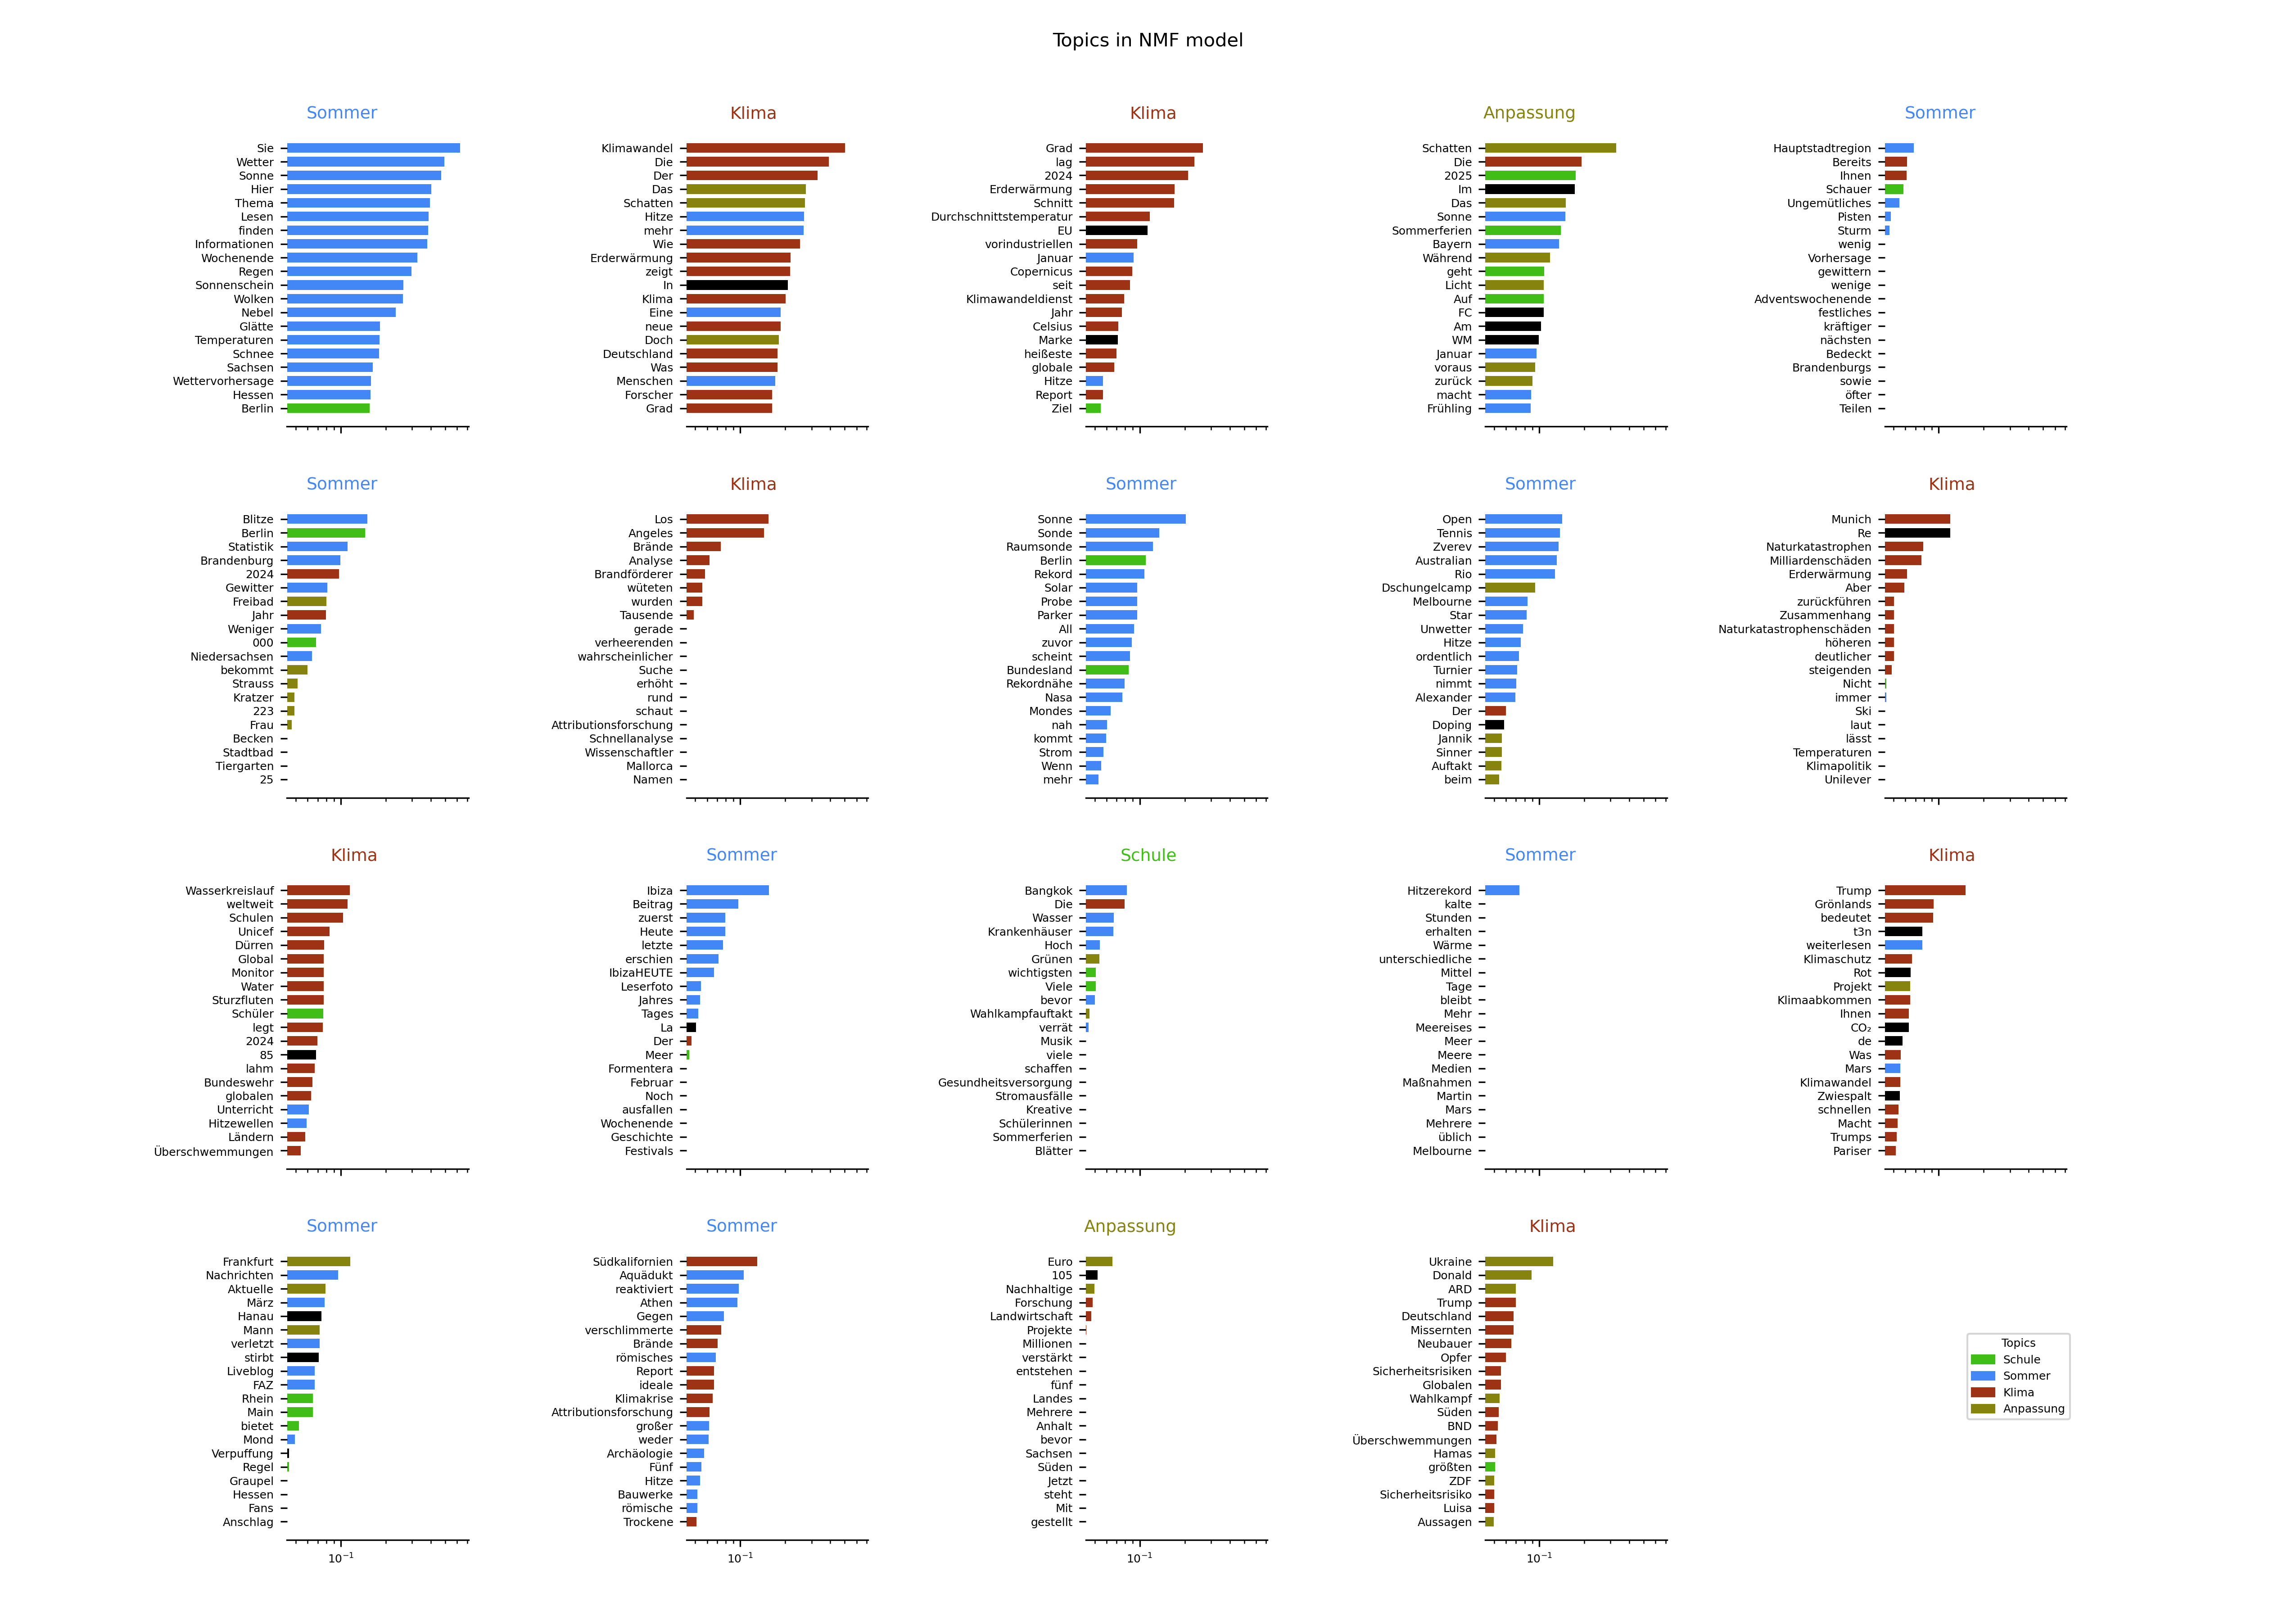 Topics in NMF model
Sommer
Sie
Wetter
Sonne
Hier
Thema
Lesen
finden
Informationen
Wochenende
Regen
Sonnenschein
Wolken
Nebel
Glätte
Temperaturen
Schnee
Sachsen
Wettervorhersage
Hessen
Berlin
Klima
Klimawandel
Die
Der
Das
Schatten
Hitze
mehr
Wie
Erderwärmung
zeigt
In
Klima
Eine
neue
Doch
Deutschland
Was
Menschen
Forscher
Grad
Klima
Grad
lag
2024
Erderwärmung
Schnitt
Durchschnittstemperatur
EU
vorindustriellen
Januar
Copernicus
seit
Klimawandeldienst
Jahr
Celsius
Marke
heißeste
globale
Hitze
Report
Ziel
Anpassung
Schatten
Die
2025
Im
Das
Sonne
Sommerferien
Bayern
Während
geht
Licht
Auf
FC
Am
WM
Januar
voraus
zurück
macht
Frühling
Sommer
Hauptstadtregion
Bereits
Ihnen
Schauer
Ungemütliches
Pisten
Sturm
wenig
Vorhersage
gewittern
wenige
Adventswochenende
festliches
kräftiger
nächsten
Bedeckt
Brandenburgs
sowie
öfter
Teilen
Sommer
Blitze
Berlin
Statistik
Brandenburg
2024
Gewitter
Freibad
Jahr
Weniger
000
Niedersachsen
bekommt
Strauss
Kratzer
223
Frau
Becken
Stadtbad
Tiergarten
25
Klima
Los
Angeles
Brände
Analyse
Brandförderer
wüteten
wurden
Tausende
gerade
verheerenden
wahrscheinlicher
Suche
erhöht
rund
schaut
Attributionsforschung
Schnellanalyse
Wissenschaftler
Mallorca
Namen
Sommer
Sonne
Sonde
Raumsonde
Berlin
Rekord
Solar
Probe
Parker
All
zuvor
scheint
Bundesland
Rekordnähe
Nasa
Mondes
nah
kommt
Strom
Wenn
mehr
Sommer
Open
Tennis
Zverev
Australian
Rio
Dschungelcamp
Melbourne
Star
Unwetter
Hitze
ordentlich
Turnier
nimmt
Alexander
Der
Doping
Jannik
Sinner
Auftakt
beim
Klima
Munich
Re
Naturkatastrophen
Milliardenschäden
Erderwärmung
Aber
zurückführen
Zusammenhang
Naturkatastrophenschäden
höheren
deutlicher
steigenden
Nicht
immer
Ski
laut
lässt
Temperaturen
Klimapolitik
Unilever
Klima
Wasserkreislauf
weltweit
Schulen
Unicef
Dürren
Global
Monitor
Water
Sturzfluten
Schüler
legt
2024
85
lahm
Bundeswehr
globalen
Unterricht
Hitzewellen
Ländern
Überschwemmungen
Sommer
Ibiza
Beitrag
zuerst
Heute
letzte
erschien
IbizaHEUTE
Leserfoto
Jahres
Tages
La
Der
Meer
Formentera
Februar
Noch
ausfallen
Wochenende
Geschichte
Festivals
Schule
Bangkok
Die
Wasser
Krankenhäuser
Hoch
Grünen
wichtigsten
Viele
bevor
Wahlkampfauftakt
verrät
Musik
viele
schaffen
Gesundheitsversorgung
Stromausfälle
Kreative
Schülerinnen
Sommerferien
Blätter
Sommer
Hitzerekord
kalte
Stunden
erhalten
Wärme
unterschiedliche
Mittel
Tage
bleibt
Mehr
Meereises
Meer
Meere
Medien
Maßnahmen
Martin
Mars
Mehrere
üblich
Melbourne
Klima
Trump
Grönlands
bedeutet
t3n
weiterlesen
Klimaschutz
Rot
Projekt
Klimaabkommen
Ihnen
CO₂
de
Was
Mars
Klimawandel
Zwiespalt
schnellen
Macht
Trumps
Pariser
Sommer
Frankfurt
Nachrichten
Aktuelle
März
Hanau
Mann
verletzt
stirbt
Liveblog
FAZ
Rhein
Main
bietet
Mond
Verpuffung
Regel
Graupel
Hessen
Fans
Anschlag
10⁻¹
Sommer
Südkalifornien
Aquädukt
reaktiviert
Athen
Gegen
verschlimmerte
Brände
römisches
Report
ideale
Klimakrise
Attributionsforschung
großer
weder
Archäologie
Fünf
Hitze
Bauwerke
römische
Trockene
10⁻¹
Anpassung
Euro
105
Nachhaltige
Forschung
Landwirtschaft
Projekte
Millionen
verstärkt
entstehen
fünf
Landes
Mehrere
Anhalt
bevor
Sachsen
Süden
Jetzt
steht
Mit
gestellt
10⁻¹
Klima
Ukraine
Donald
ARD
Trump
Deutschland
Missernten
Neubauer
Opfer
Sicherheitsrisiken
Globalen
Wahlkampf
Süden
BND
Überschwemmungen
Hamas
größten
ZDF
Sicherheitsrisiko
Luisa
Aussagen
10⁻¹
Topics
Schule
Sommer
Klima
Anpassung